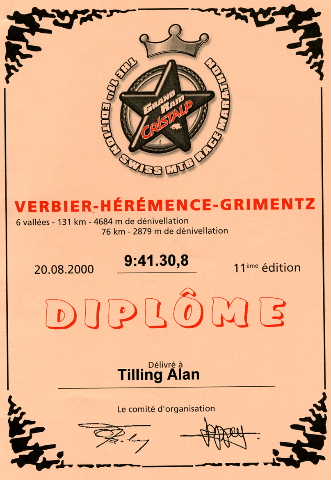 THE 11th EDITION SWISS MTB RACE MARATHON
GRAND RAID
CRISTALP
VERBIER-HÉRÉMENCE-GRIMENTZ
6 vallées - 131 km - 4684 m de dénivellation
76 km - 2879 m de dénivellation
9:41.30,8
20.08.2000
11ème édition
DIPLÔME
Délivré à
Tilling Alan
Le comité d'organisation